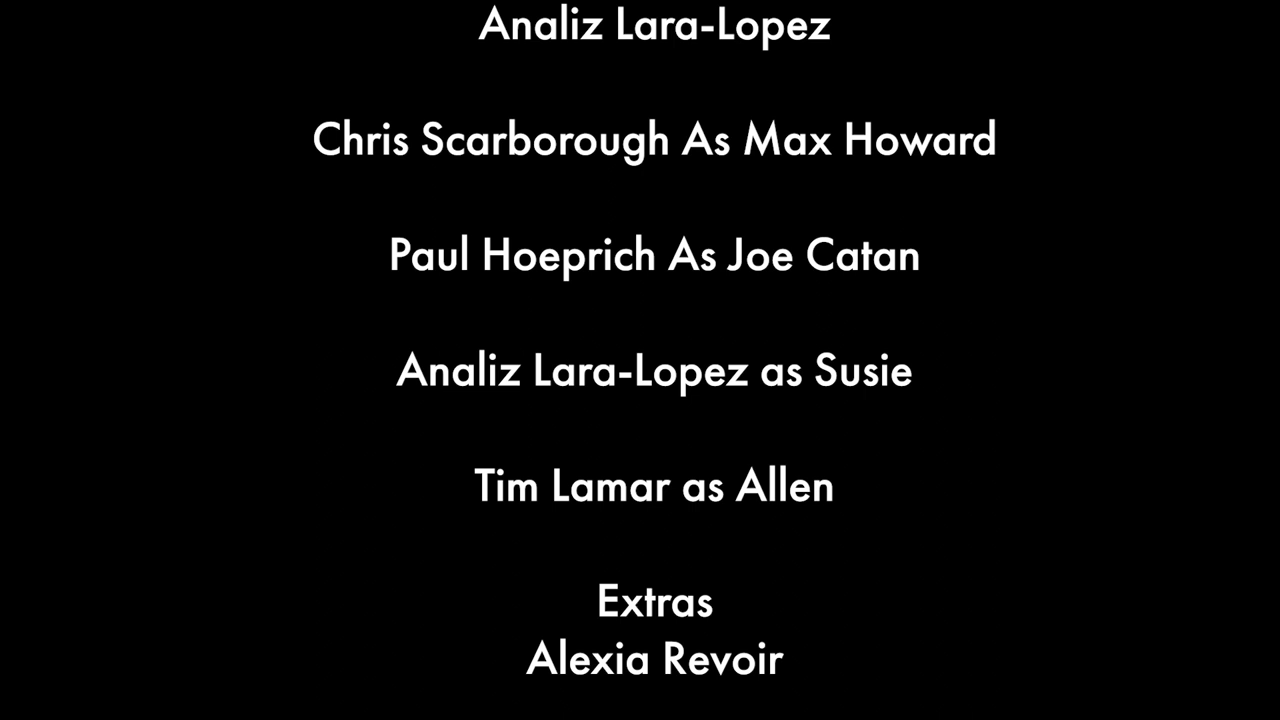 Analiz Lara-Lopez
Chris Scarborough As Max Howard
Paul Hoeprich As Joe Catan
Analiz Lara-Lopez as Susie
Tim Lamar as Allen
Extras
Alexia Revoir